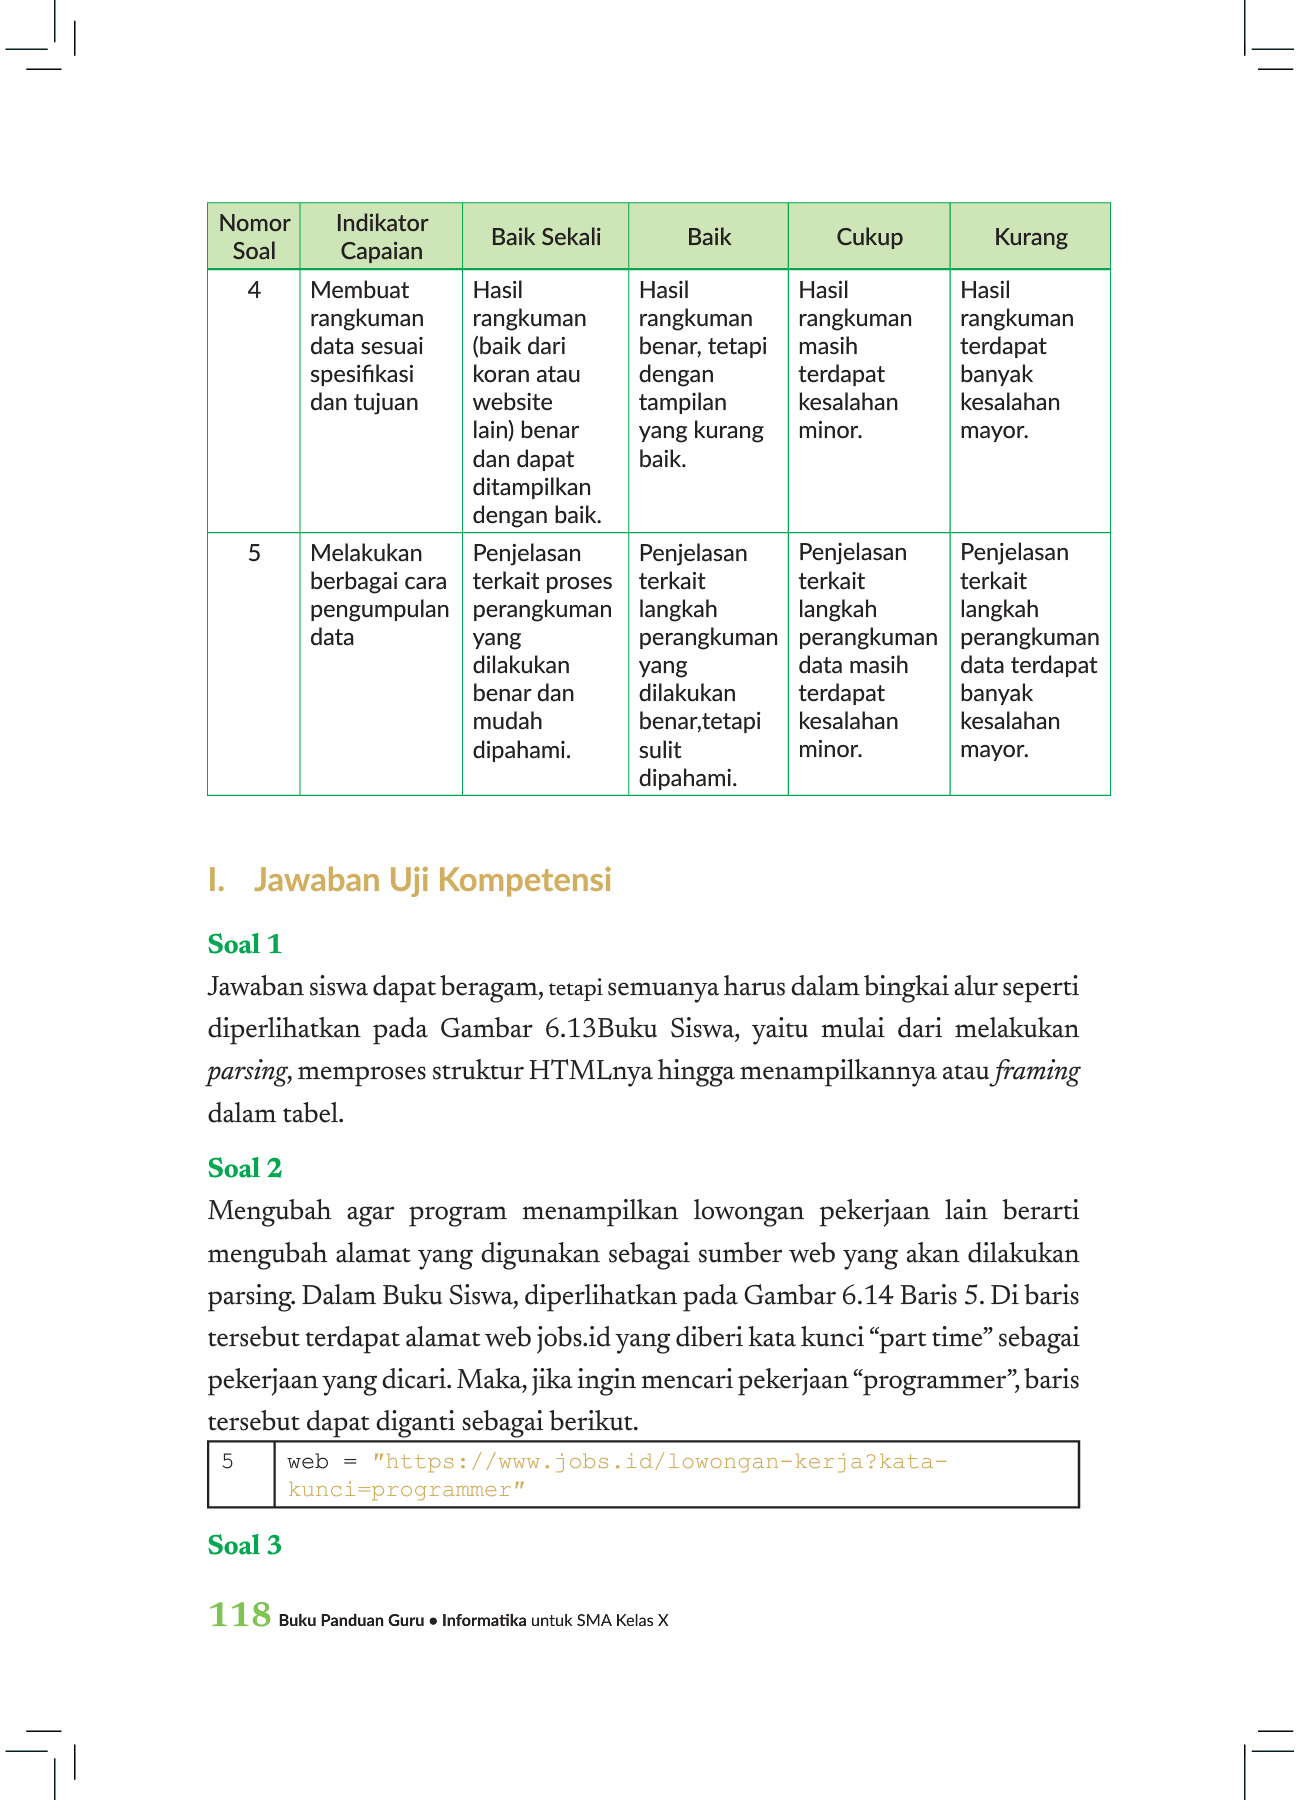 Nomor Soal
Indikator Capaian
Baik Sekali
Baik
Cukup
Kurang
4
Membuat
rangkuman
data sesuai
spesifikasi
dan tujuan
Hasil
rangkuman
(baik dari
koran atau
website
lain) benar
dan dapat
ditampilkan
dengan baik.
Hasil
rangkuman
benar, tetapi
dengan
tampilan
yang kurang
baik.
Hasil
rangkuman
masih
terdapat
kesalahan
minor.
Hasil
rangkuman
terdapat
banyak
kesalahan
mayor.
5
Melakukan
berbagai cara
pengumpulan
data
Penjelasan
terkait proses
perangkuman
yang
dilakukan
benar dan
mudah
dipahami.
Penjelasan
terkait
langkah
perangkuman
yang
dilakukan
benar,tetapi
sulit
dipahami.
Penjelasan
terkait
langkah
perangkuman
data masih
terdapat
kesalahan
minor.
Penjelasan
terkait
langkah
perangkuman
data terdapat
banyak
kesalahan
mayor.
I. Jawaban Uji Kompetensi
Soal 1
Jawaban siswa dapat beragam, tetapi semuanya harus dalam bingkai alur seperti
diperlihatkan pada Gambar 6.13Buku Siswa, yaitu mulai dari melakukan
parsing, memproses struktur HTMLnya hingga menampilkannya atau framing
dalam tabel.
Soal 2
Mengubah agar program menampilkan lowongan pekerjaan lain berarti
mengubah alamat yang digunakan sebagai sumber web yang akan dilakukan
parsing. Dalam Buku Siswa, diperlihatkan pada Gambar 6.14 Baris 5. Di baris
tersebut terdapat alamat web jobs.id yang diberi kata kunci “part time” sebagai
pekerjaan yang dicari. Maka, jika ingin mencari pekerjaan “programmer”, baris
tersebut dapat diganti sebagai berikut.
5 web = "https://www.jobs.id/lowongan-kerja?kata-
kunci=programmer"
Soal 3
118 Buku Panduan Guru • Informatika untuk SMA Kelas X